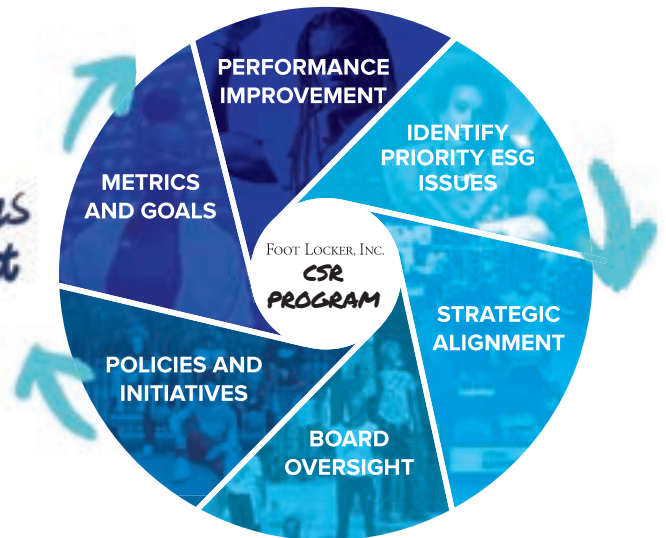 PERFORMANCE
IMPROVEMENT
IDENTIFY
PRIORITY ESG
ISSUES
STRATEGIC
ALIGNMENT
BOARD
OVERSIGHT
POLICIES AND
INITIATIVES
METRICS
AND GOALS
FOOT LOCKER, INC.
CSR
PROGRAM